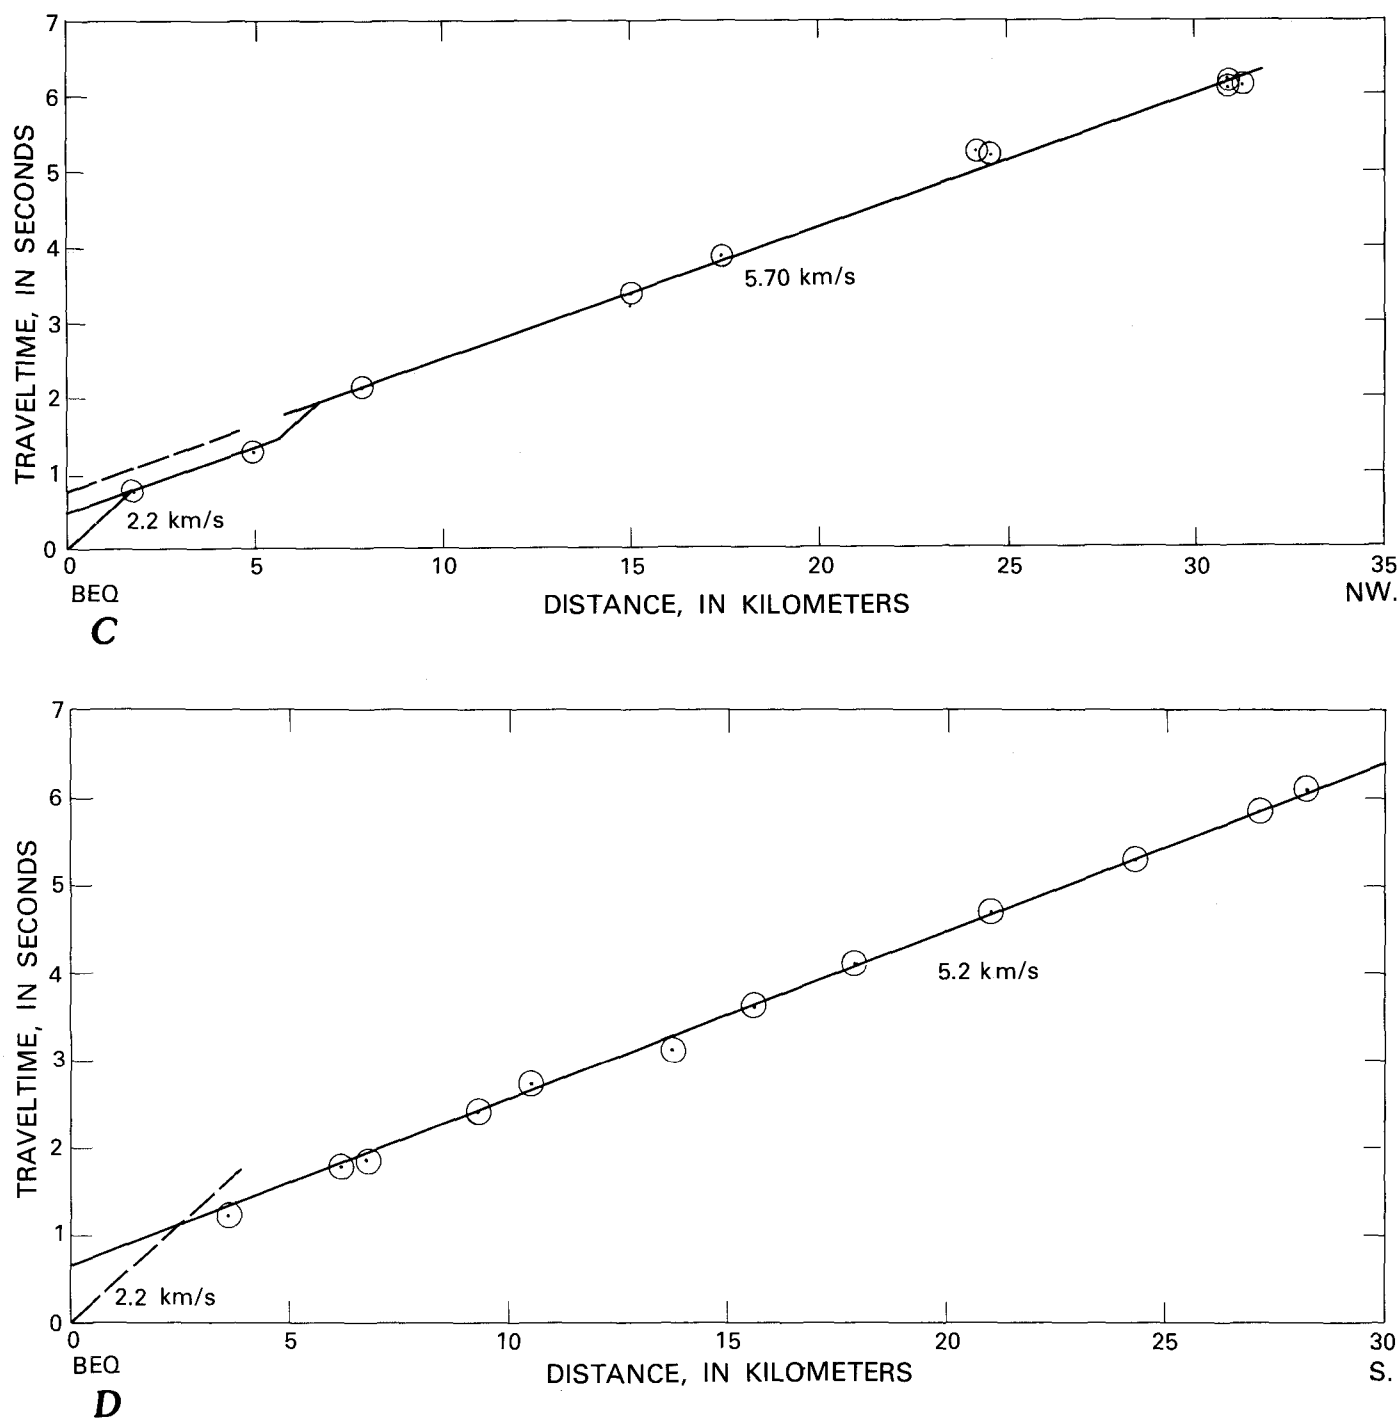 7
6
5
4
3
2
1
0
TRAVELTIME, IN SECONDS
5.70 km/s
2.2 km/s
0 5 10 15 20 25 30 35
BEQ
NW.
DISTANCE, IN KILOMETERS
C
7
6
5
4
3
2
1
0
TRAVELTIME, IN SECONDS
5.2 km/s
2.2 km/s
0 5 10 15 20 25 30
BEQ
S.
DISTANCE, IN KILOMETERS
D